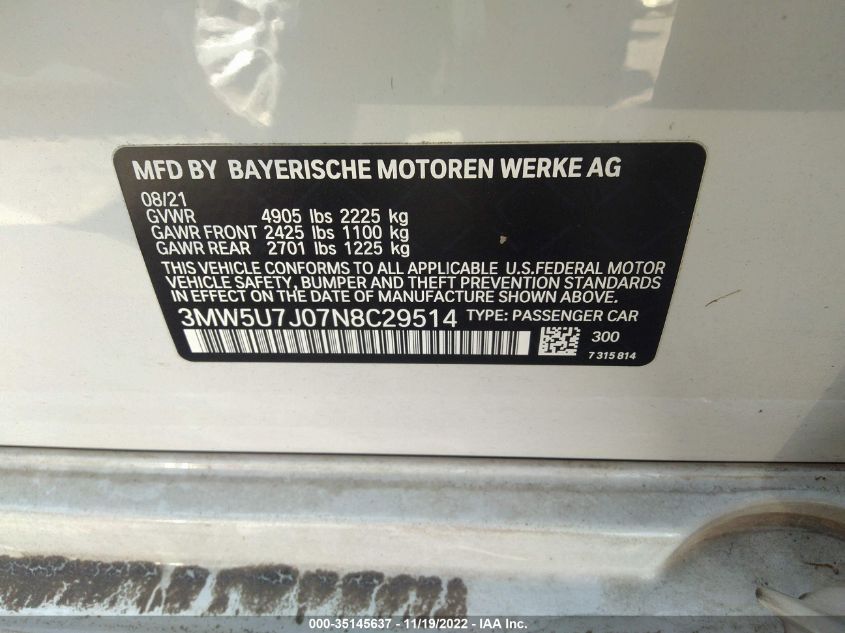 MFD BY BAYERISCHE MOTOREN WERKE AG
08/21
GVWR 4905 lbs 2225 kg
GAWR FRONT 2425 lbs 1100 kg
GAWR REAR 2701 lbs 1225 kg
THIS VEHICLE CONFORMS TO ALL APPLICABLE U.S.FEDERAL MOTOR
VEHICLE SAFETY, BUMPER AND THEFT PREVENTION STANDARDS
IN EFFECT ON THE DATE OF MANUFACTURE SHOWN ABOVE.
3MW5U7J07N8C29514 TYPE: PASSENGER CAR
300
7 315 814
000-35145637 - 11/19/2022 - IAA Inc.